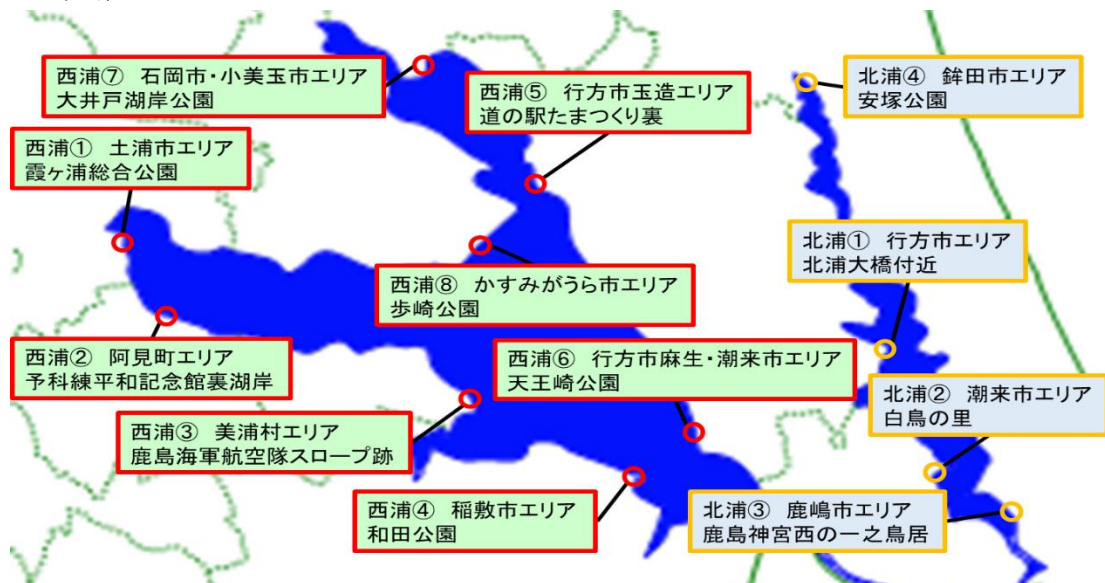 西浦⑦ 石岡市・小美玉市エリア
大井戸湖岸公園
西浦⑤ 行方市玉造エリア
道の駅たまつくり裏
北浦④ 鉾田市エリア
安塚公園
西浦① 土浦市エリア
霞ヶ浦総合公園
北浦① 行方市エリア
北浦大橋付近
西浦⑧ かすみがうら市エリア
歩崎公園
西浦② 阿見町エリア
予科練平和記念館裏湖岸
西浦⑥ 行方市麻生・潮来市エリア
天王崎公園
北浦② 潮来市エリア
白鳥の里
西浦③ 美浦村エリア
鹿島海軍航空隊スロープ跡
西浦④ 稲敷市エリア
和田公園
北浦③ 鹿嶋市エリア
鹿島神宮西の一之鳥居